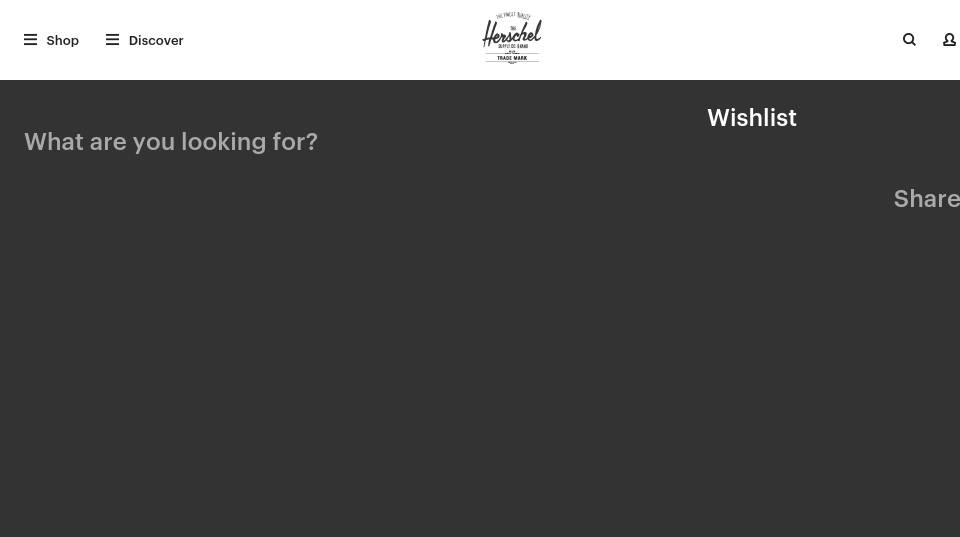 Shop
Discover
THE FINEST QUALITY
THE
Herschel
SUPPLY CO. BRAND
TRADE MARK
Wishlist
What are you looking for?
Share